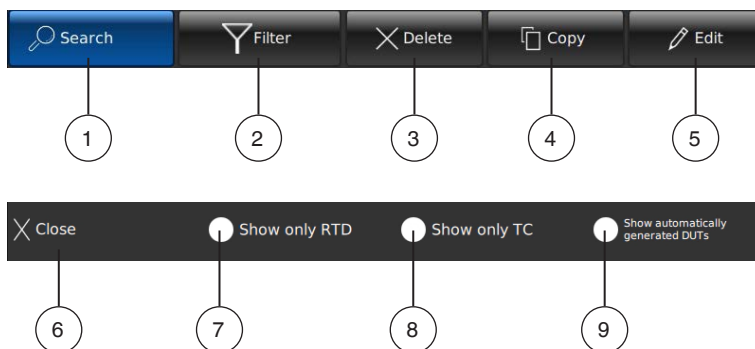 Search Filter Delete Copy Edit
1 2 3 4 5
Close Show only RTD Show only TC Show automatically
generated DUTs
6 7 8 9